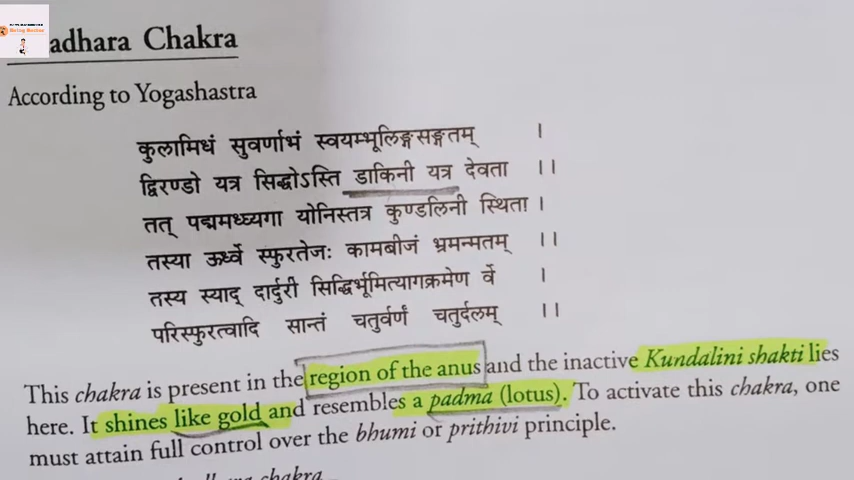 adhara Chakra
According to Yogashastra
कुलामिधं सुवर्णाभं स्वयम्भूलिङ्गसङ्गतम् ।
द्विरण्डो यत्र सिद्धोऽस्ति डाकिनी यत्र देवता ।।
तत् पद्ममध्यगा योनिस्तत्र कुण्डलिनी स्थिता ।
तस्या ऊर्ध्वे स्फुरतेजः कामबीजं भ्रमन्मतम् ।।
तस्य स्याद् दार्दुरी सिद्धिर्भूमित्यागक्रमेण र्वे ।
परिस्फुरत्वादि सान्तं चतुर्वर्णं चतुर्दलम् ।।
This chakra is present in the region of the anus and the inactive Kundalini shakti lies
here. It shines like gold and resembles a padma (lotus). To activate this chakra, one
must attain full control over the bhumi or prithivi principle.
chakra